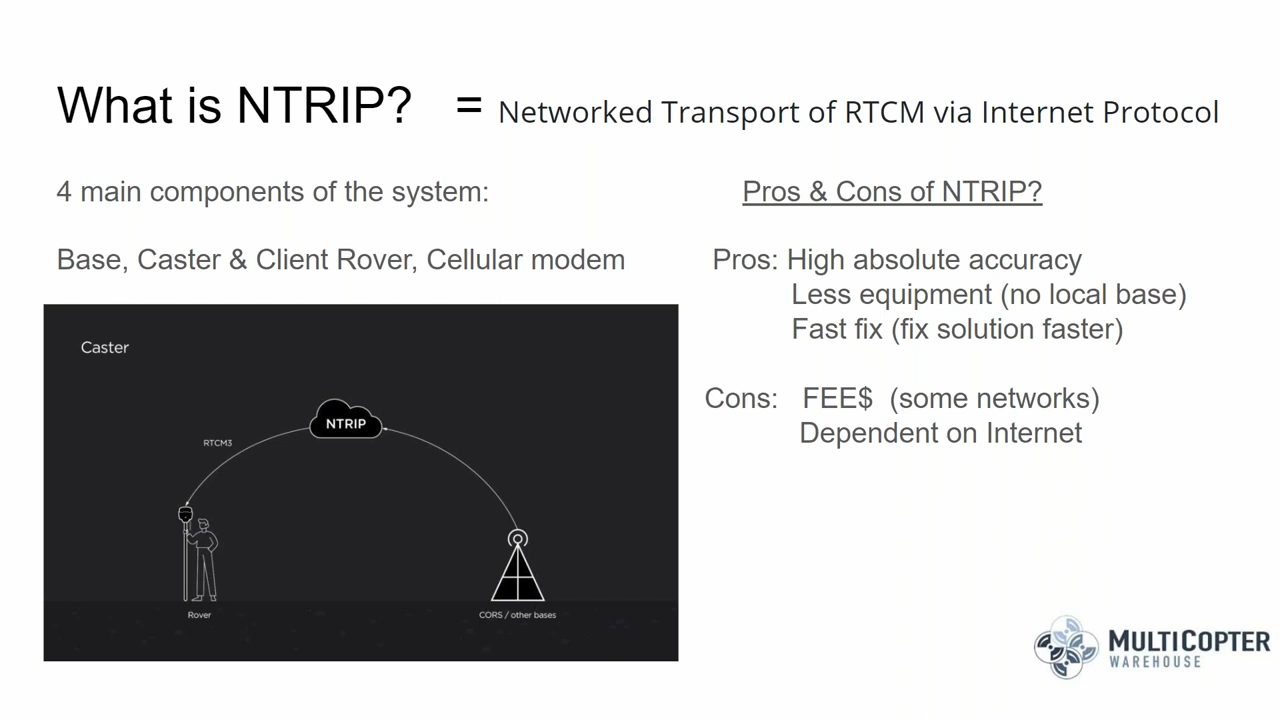 What is NTRIP? = Networked Transport of RTCM via Internet Protocol
4 main components of the system:
Base, Caster & Client Rover, Cellular modem
Caster
NTRIP
RTCM3
Rover
CORS / other bases
Pros & Cons of NTRIP?
Pros: High absolute accuracy
Less equipment (no local base)
Fast fix (fix solution faster)
Cons: FEE$ (some networks)
Dependent on Internet
MULTICOPTER
WAREHOUSE